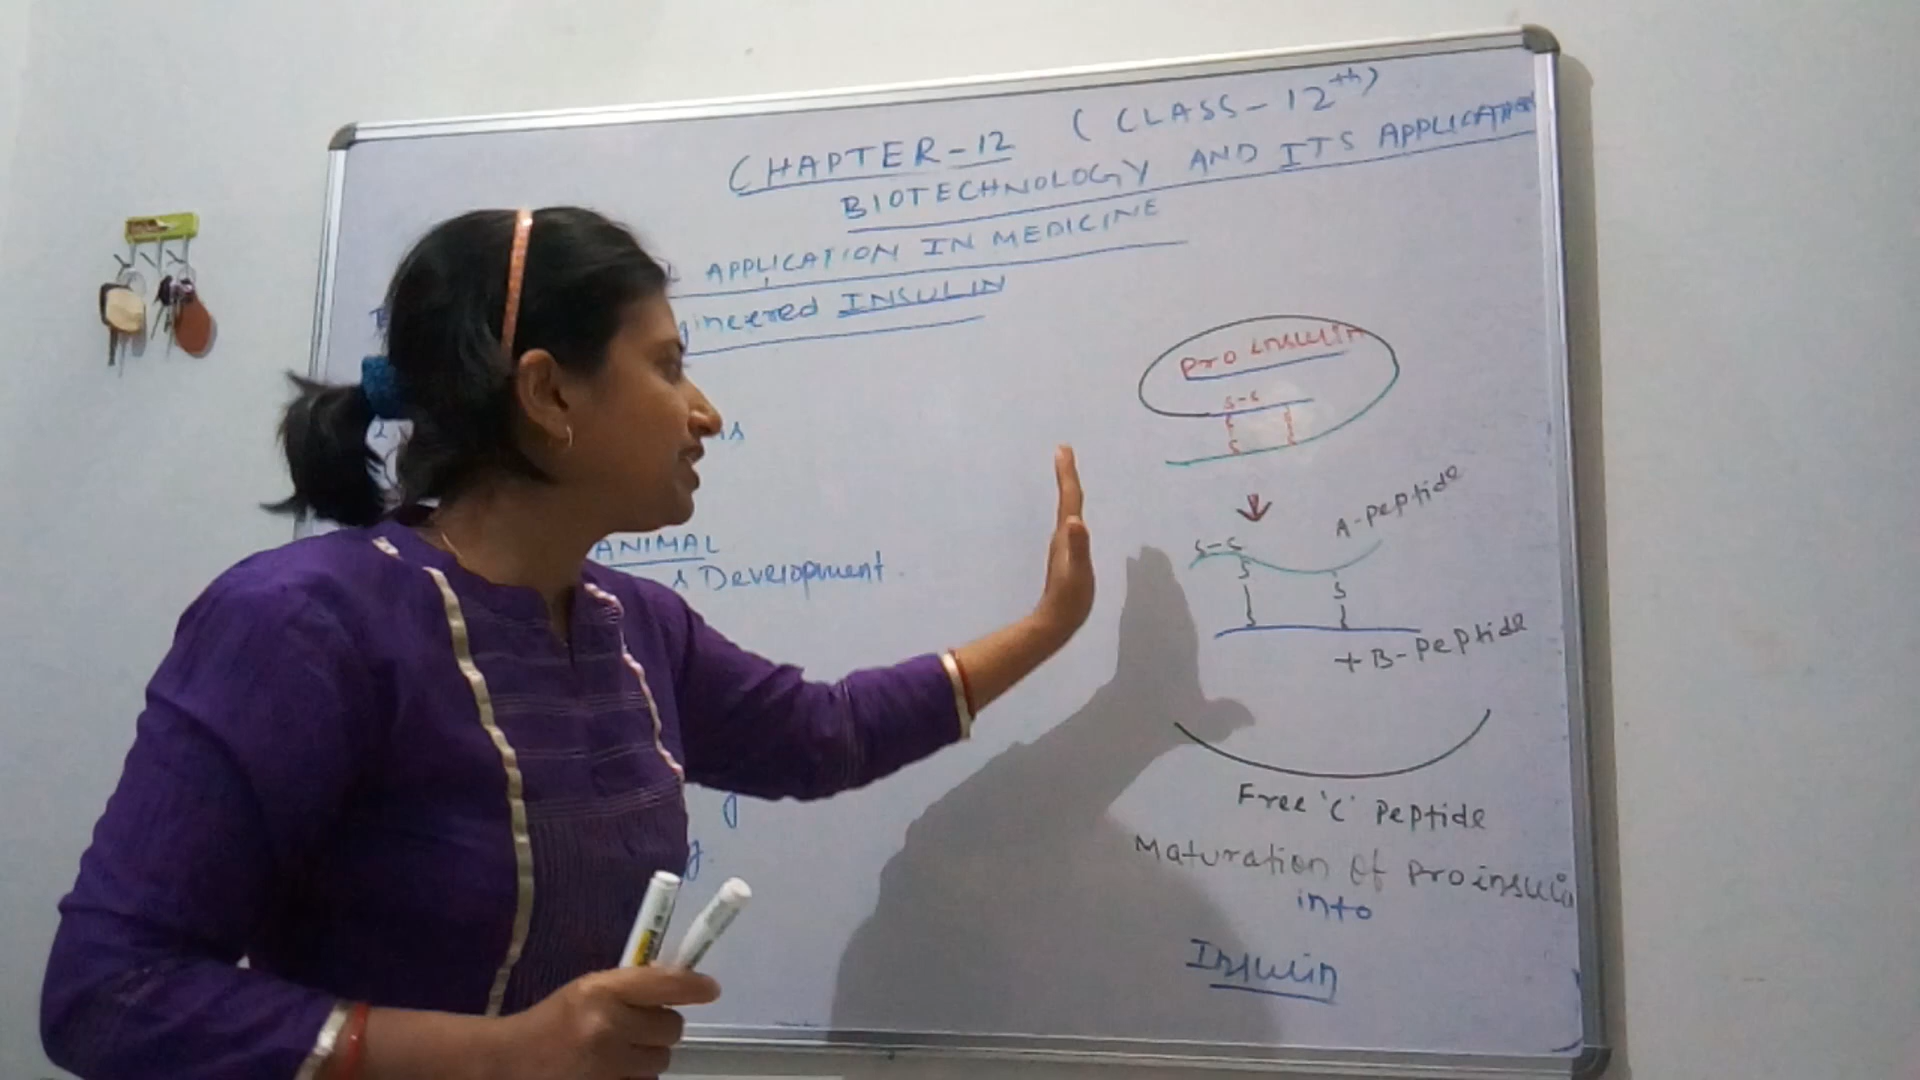 CHAPTER-12 (CLASS-12th)
BIOTECHNOLOGY AND ITS APPLICATION
APPLICATION IN MEDICINE
gineered INSULIN
Pro insulin
S-S
S S
S S
A-Peptide
S-S
S S
+ B-Peptide
ANIMAL
& Development.
Free 'C' Peptide
Maturation of Proinsulin
into
Insulin